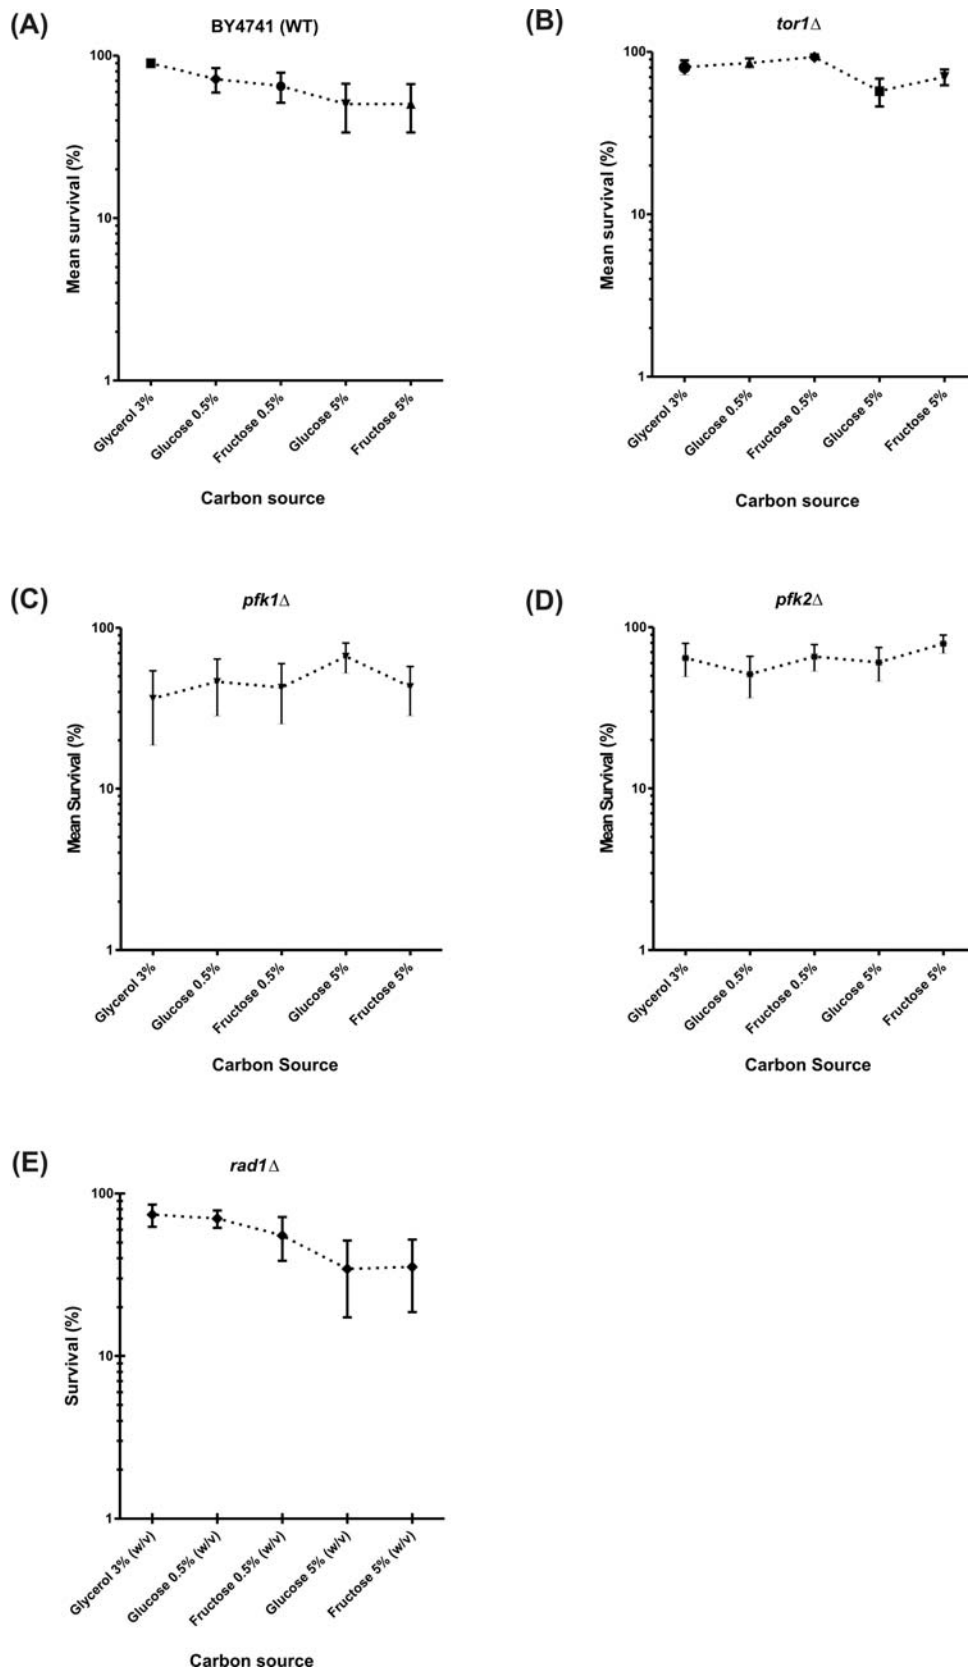 (A)
BY4741 (WT)
100
10
1
Mean survival (%)
Glycerol 3%
Glucose 0.5%
Fructose 0.5%
Glucose 5%
Fructose 5%
Carbon source
(B)
tor1Δ
100
10
1
Mean survival (%)
Glycerol 3%
Glucose 0.5%
Fructose 0.5%
Glucose 5%
Fructose 5%
Carbon source
(C)
pfk1Δ
100
10
1
Mean Survival (%)
Glycerol 3%
Glucose 0.5%
Fructose 0.5%
Glucose 5%
Fructose 5%
Carbon Source
(D)
pfk2Δ
100
10
1
Mean Survival (%)
Glycerol 3%
Glucose 0.5%
Fructose 0.5%
Glucose 5%
Fructose 5%
Carbon Source
(E)
rad1Δ
100
10
1
Survival (%)
Glycerol 3% (w/v)
Glucose 0.5% (w/v)
Fructose 0.5% (w/v)
Glucose 5% (w/v)
Fructose 5% (w/v)
Carbon source